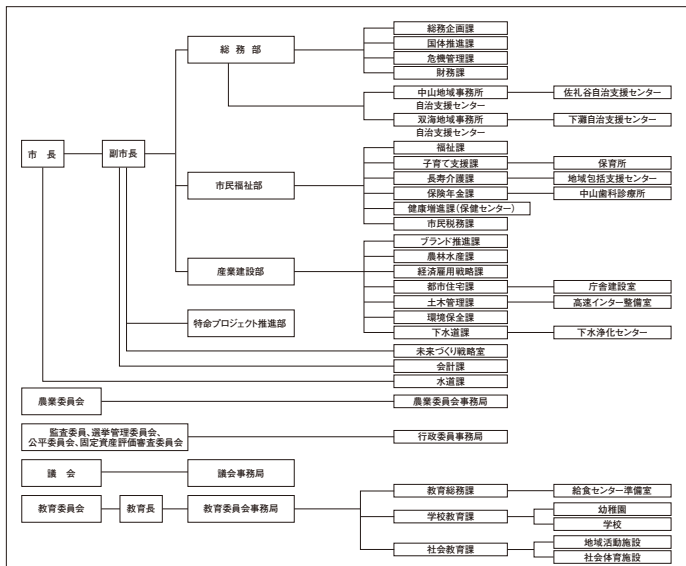 総務部
総務企画課
国体推進課
危機管理課
財務課
中山地域事務所
自治支援センター
佐礼谷自治支援センター
双海地域事務所
自治支援センター
下灘自治支援センター
市長
副市長
市民福祉部
福祉課
子育て支援課
保育所
長寿介護課
地域包括支援センター
保険年金課
中山歯科診療所
健康増進課(保健センター)
市民税務課
産業建設部
ブランド推進課
農林水産課
経済雇用戦略課
都市住宅課
庁舎建設室
土木管理課
高速インター整備室
環境保全課
下水道課
下水浄化センター
特命プロジェクト推進部
未来づくり戦略室
会計課
水道課
農業委員会
農業委員会事務局
監査委員、選挙管理委員会、
公平委員会、固定資産評価審査委員会
行政委員事務局
議会
議会事務局
教育委員会
教育長
教育委員会事務局
教育総務課
給食センター準備室
学校教育課
幼稚園
学校
社会教育課
地域活動施設
社会体育施設